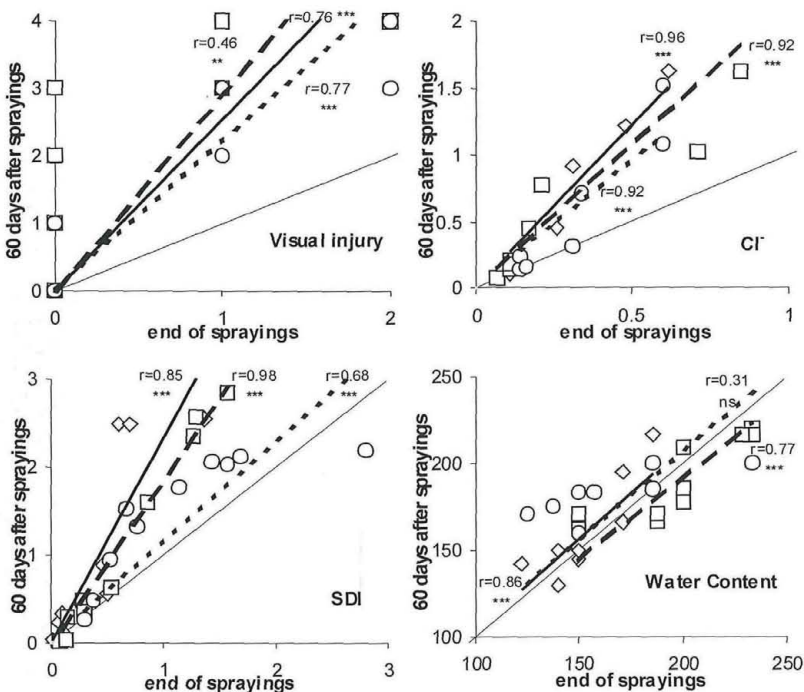 4
3
2
1
0
60 days after sprayings
r=0.46
**
r=0.76 ***
r=0.77
***
Visual injury
0
1
2
end of sprayings
2
1.5
1
0.5
0
60 days after sprayings
r=0.96
***
r=0.92
***
r=0.92
***
Cl-
0
0.5
1
end of sprayings
3
2
1
0
60 days after sprayings
r=0.85
***
r=0.98
***
r=0.68
***
SDI
0
1
2
3
end of sprayings
250
200
150
100
60 days after sprayings
r=0.31
ns
r=0.77
***
r=0.86
***
Water Content
100
150
200
250
end of sprayings